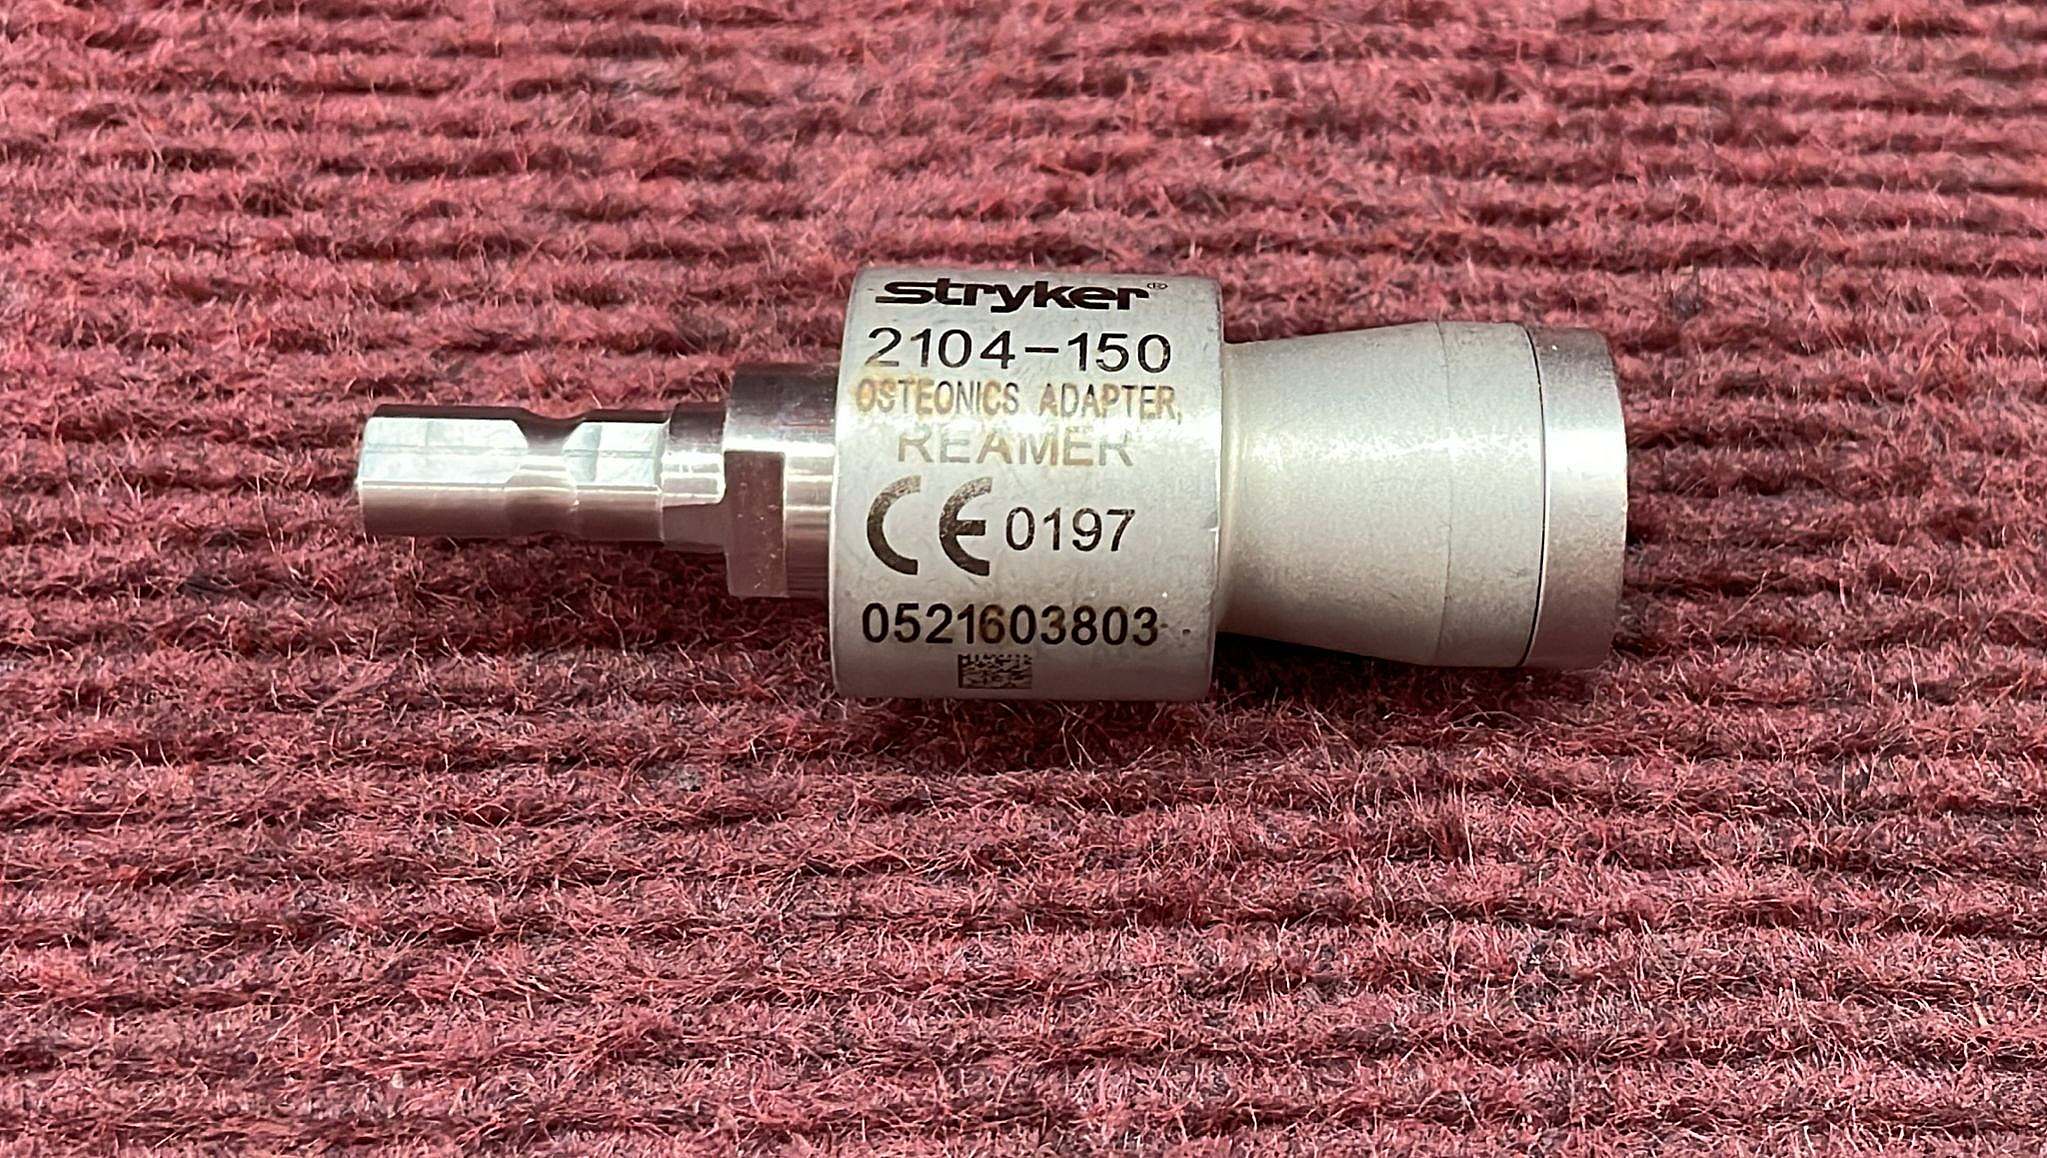 stryker®
2104-150
OSTEONICS ADAPTER,
REAMER
CE 0197
0521603803